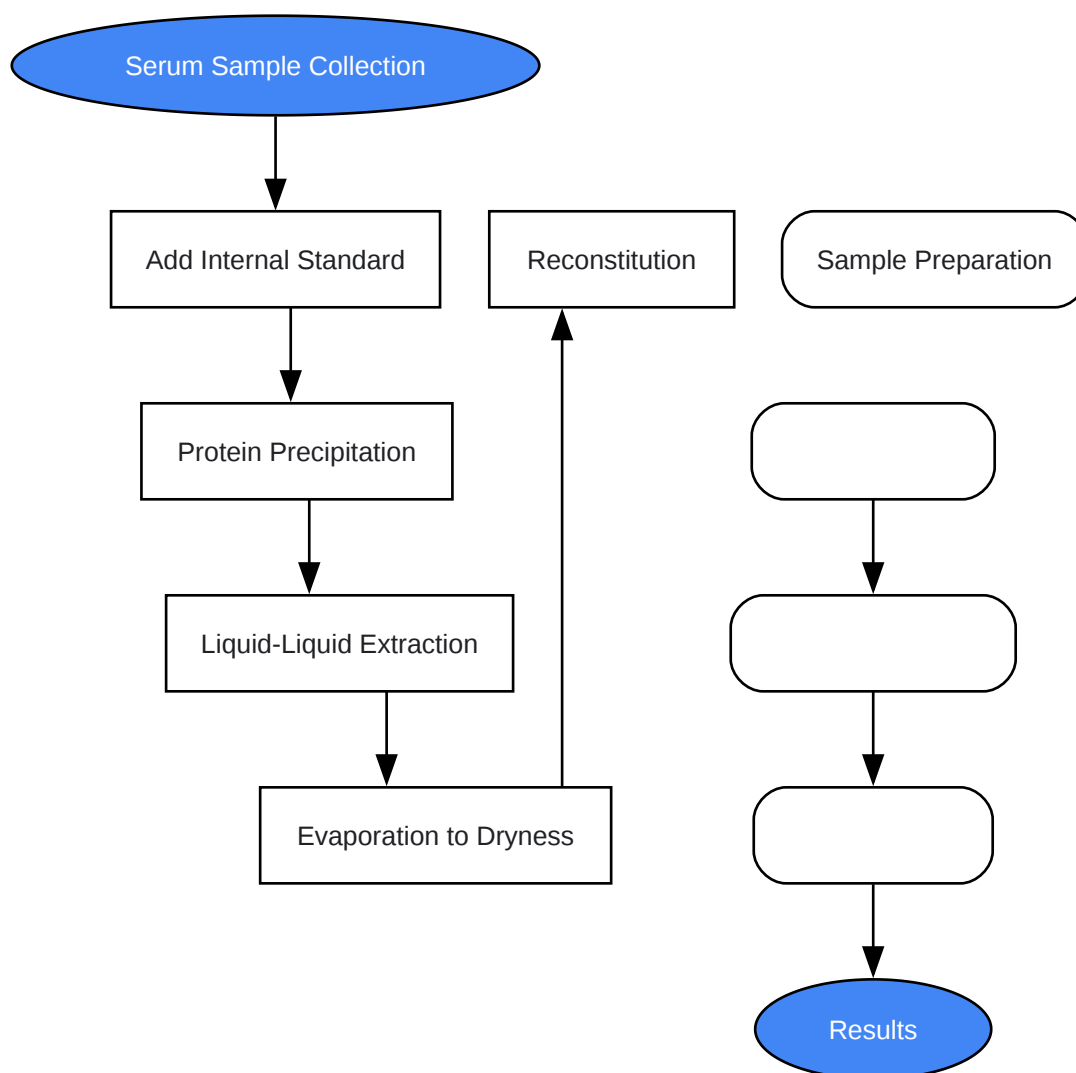 Serum Sample Collection
Add Internal Standard
Reconstitution
Sample Preparation
Protein Precipitation
Liquid-Liquid Extraction
Evaporation to Dryness
Results